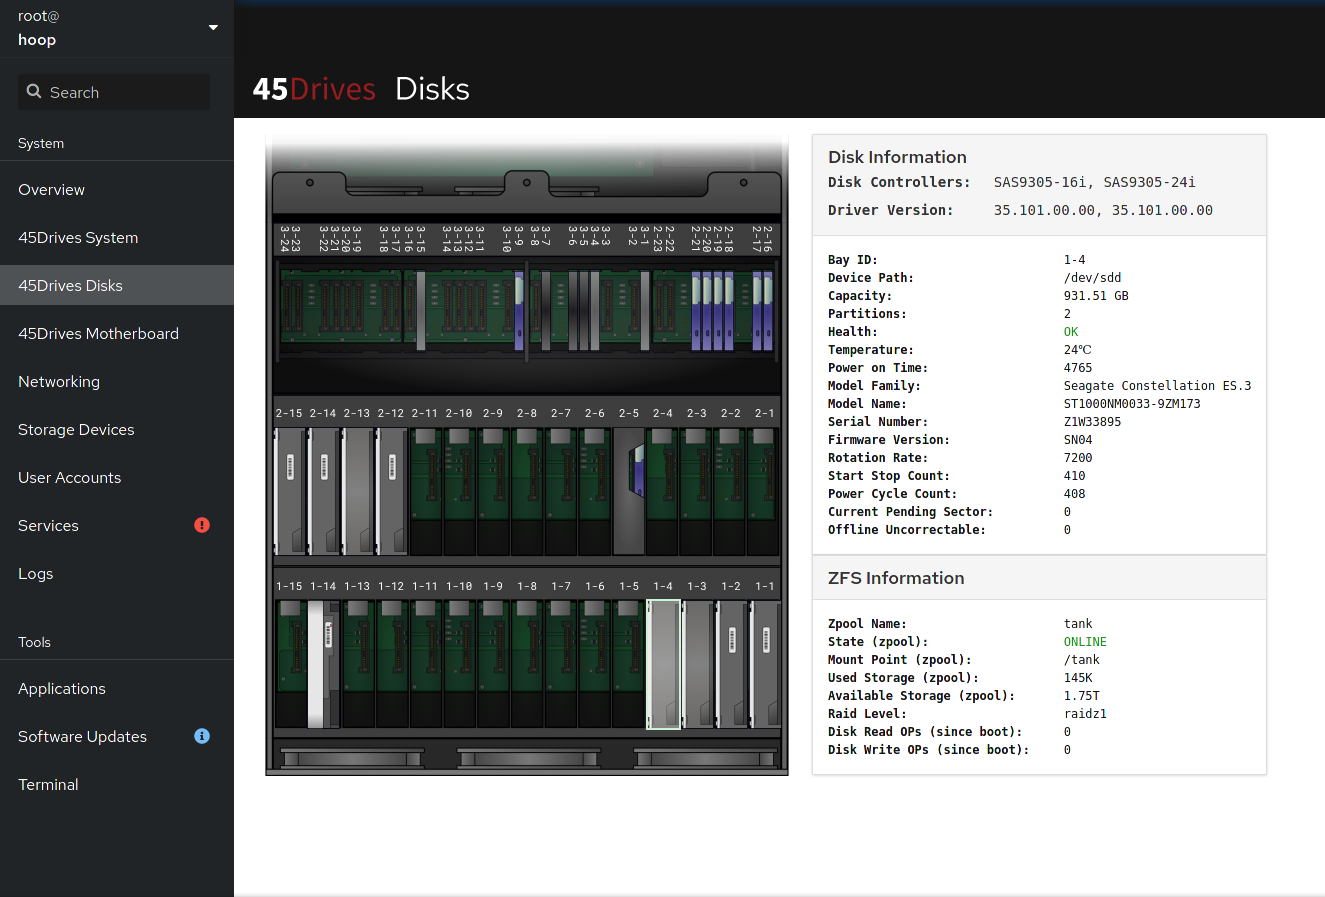 root@
hoop
Search
System
Overview
45Drives System
45Drives Disks
45Drives Motherboard
Networking
Storage Devices
User Accounts
Services
Logs
Tools
Applications
Software Updates
Terminal
45Drives Disks
3-24 3-23 3-22 3-21 3-20 3-19 3-18 3-17 3-16 3-15 3-14 3-13 3-12 3-11 3-10 3-9 3-8 3-7 3-6 3-5 3-4 3-3 3-2 3-1 2-23 2-22 2-21 2-20 2-19 2-18 2-17 2-16
2-15 2-14 2-13 2-12 2-11 2-10 2-9 2-8 2-7 2-6 2-5 2-4 2-3 2-2 2-1
1-15 1-14 1-13 1-12 1-11 1-10 1-9 1-8 1-7 1-6 1-5 1-4 1-3 1-2 1-1
Disk Information
Disk Controllers: SAS9305-16i, SAS9305-24i
Driver Version: 35.101.00.00, 35.101.00.00
Bay ID: 1-4
Device Path: /dev/sdd
Capacity: 931.51 GB
Partitions: 2
Health: OK
Temperature: 24℃
Power on Time: 4765
Model Family: Seagate Constellation ES.3
Model Name: ST1000NM0033-9ZM173
Serial Number: Z1W33895
Firmware Version: SN04
Rotation Rate: 7200
Start Stop Count: 410
Power Cycle Count: 408
Current Pending Sector: 0
Offline Uncorrectable: 0
ZFS Information
Zpool Name: tank
State (zpool): ONLINE
Mount Point (zpool): /tank
Used Storage (zpool): 145K
Available Storage (zpool): 1.75T
Raid Level: raidz1
Disk Read OPs (since boot): 0
Disk Write OPs (since boot): 0